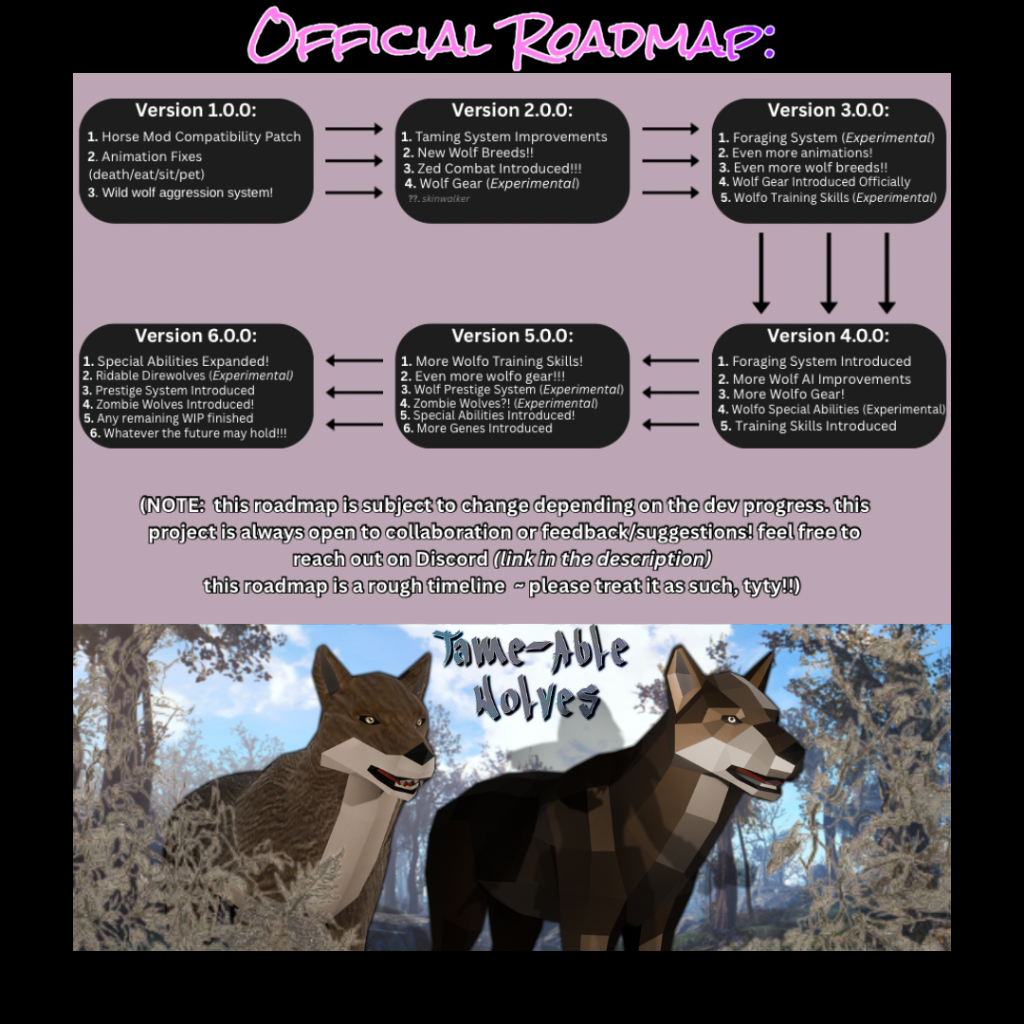 Official Roadmap:
Version 1.0.0:
1. Horse Mod Compatibility Patch
2. Animation Fixes
(death/eat/sit/pet)
3. Wild wolf aggression system!
Version 2.0.0:
1. Taming System Improvements
2. New Wolf Breeds!!
3. Zed Combat Introduced!!!
4. Wolf Gear (Experimental)
??. skinwalker
Version 3.0.0:
1. Foraging System (Experimental)
2. Even more animations!
3. Even more wolf breeds!!
4. Wolf Gear Introduced Officially
5. Wolfo Training Skills (Experimental)
Version 4.0.0:
1. Foraging System Introduced
2. More Wolf AI Improvements
3. More Wolfo Gear!
4. Wolfo Special Abilities (Experimental)
5. Training Skills Introduced
Version 5.0.0:
1. More Wolfo Training Skills!
2. Even more wolfo gear!!!
3. Wolf Prestige System (Experimental)
4. Zombie Wolves?! (Experimental)
5. Special Abilities Introduced!
6. More Genes Introduced
Version 6.0.0:
1. Special Abilities Expanded!
2. Ridable Direwolves (Experimental)
3. Prestige System Introduced
4. Zombie Wolves Introduced!
5. Any remaining WIP finished
6. Whatever the future may hold!!!
(NOTE: this roadmap is subject to change depending on the dev progress. this
project is always open to collaboration or feedback/suggestions! feel free to
reach out on Discord (link in the description)
this roadmap is a rough timeline ~ please treat it as such, tyty!!)
Tame-Able
Wolves